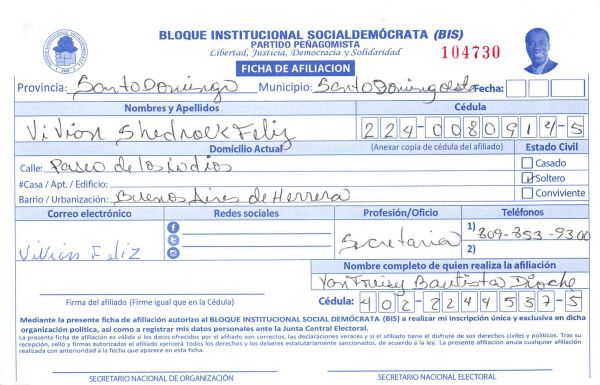 BLOQUE INSTITUCIONAL SOCIALDEMÓCRATA (BIS)
PARTIDO PEÑAGOMISTA
Libertad, Justicia, Democracia y Solidaridad
104730
FICHA DE AFILIACION
Provincia: Santo Domingo Municipio: Santo Domingo Fecha:
Nombres y Apellidos Cédula
Vivian Shedrock Feliz 224-0080914-5
Domicilio Actual (Anexar copia de cédula del afiliado) Estado Civil
Calle: Paseo de los indios Casado
#Casa / Apt. / Edificio: Soltero
Barrio / Urbanización: Buenos Aires de Herrera Conviviente
Correo electrónico Redes sociales Profesión/Oficio Teléfonos
Vivian Feliz Secretaria 1) 809-853-9300
2)
Nombre completo de quien realiza la afiliación
Yan Freisy Bautista
Firma del afiliado (Firme igual que en la Cédula) Cédula: 402-2244537-5
Mediante la presente ficha de afiliación autorizo al BLOQUE INSTITUCIONAL SOCIAL DEMÓCRATA (BIS) a realizar mi inscripción única y exclusiva en dicha
organización política, así como a registrar mis datos personales ante la Junta Central Electoral.
La presente ficha de afiliación es válida a los datos ofrecidos por el afiliado son correctas, las declaraciones veraces y si el afiliado tiene el disfrute de sus derechos civiles y políticos. Tras su
recepción, sello y firmas autorizados el afiliado ejercerá todos los derechos y los deberes estatutariamente sancionados, de acuerdo a la ley. La presente afiliación anula cualquier afiliación
realizada con anterioridad a la fecha que aparece en esta ficha.
SECRETARIO NACIONAL DE ORGANIZACIÓN SECRETARIO NACIONAL ELECTORAL